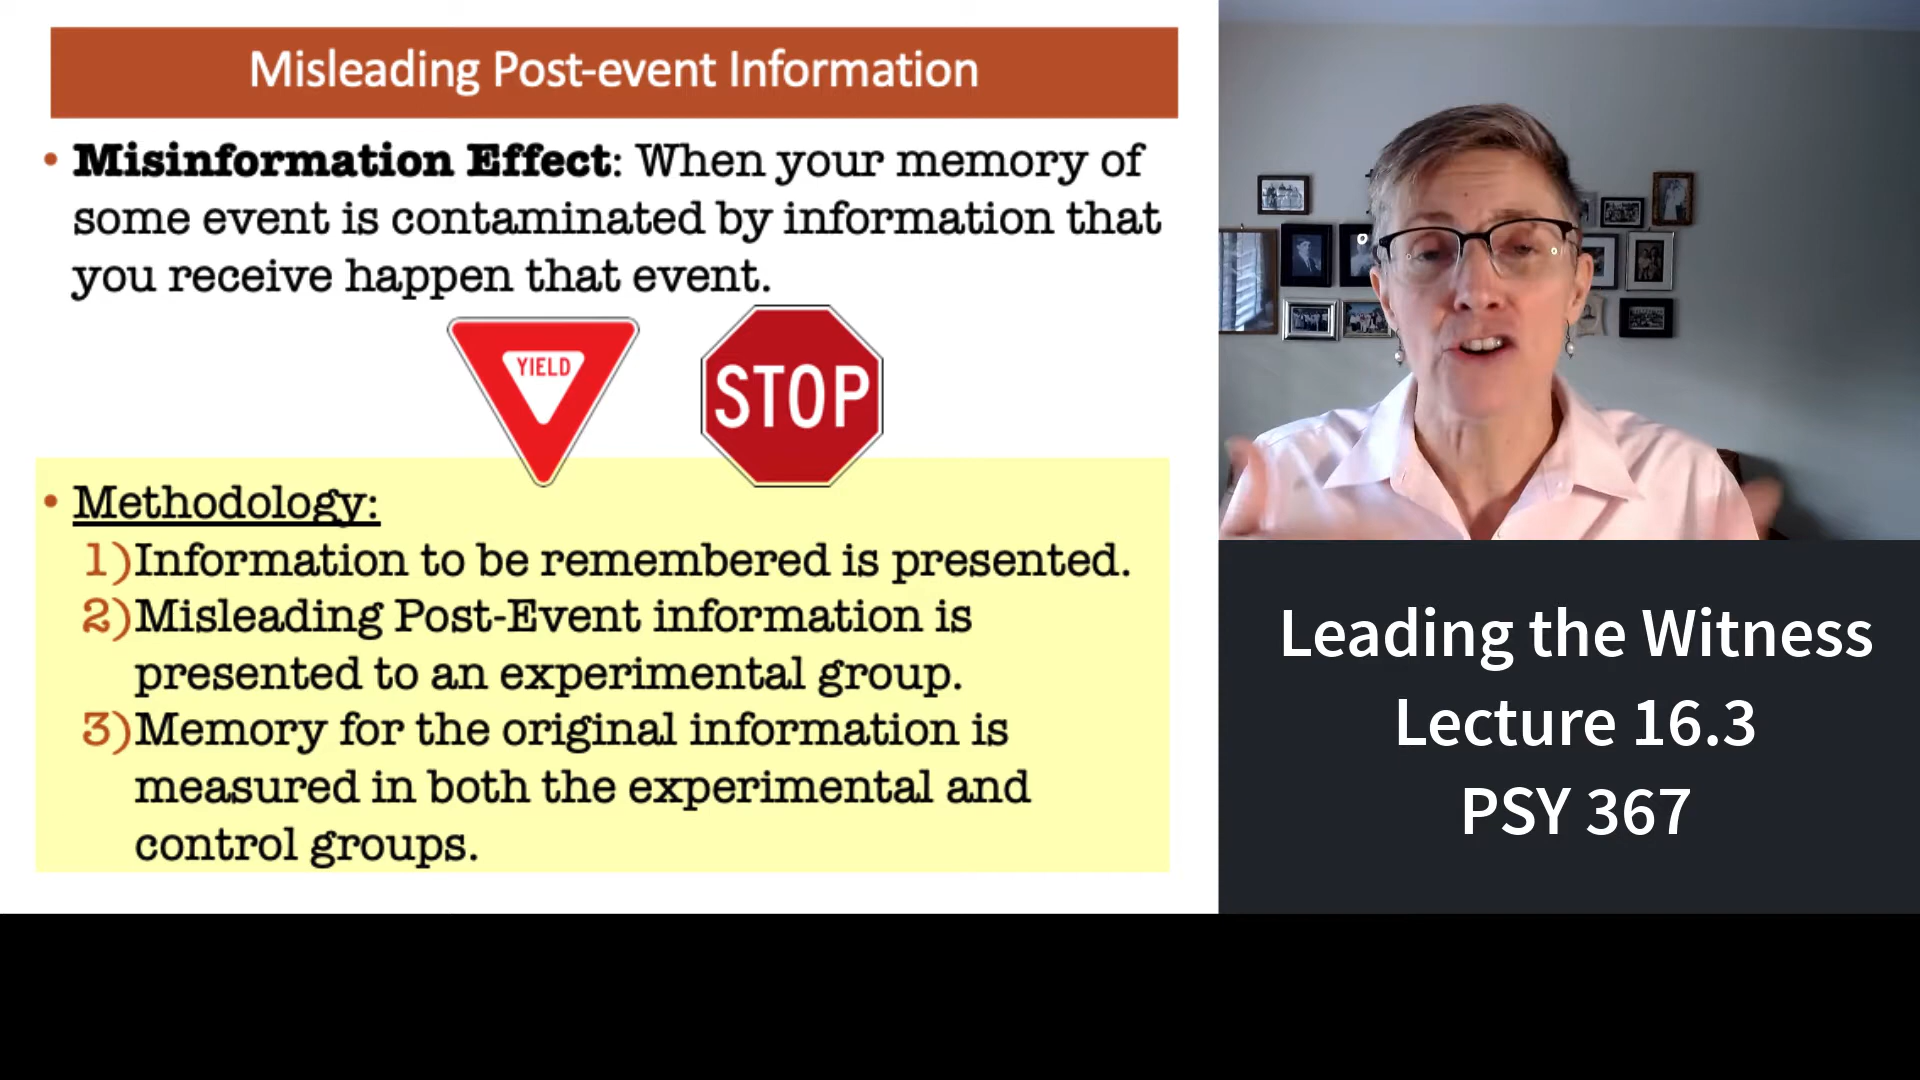 Misleading Post-event Information
• Misinformation Effect: When your memory of
some event is contaminated by information that
you receive happen that event.
YIELD
STOP
• Methodology:
1) Information to be remembered is presented.
2) Misleading Post-Event information is
presented to an experimental group.
3) Memory for the original information is
measured in both the experimental and
control groups.
Leading the Witness
Lecture 16.3
PSY 367